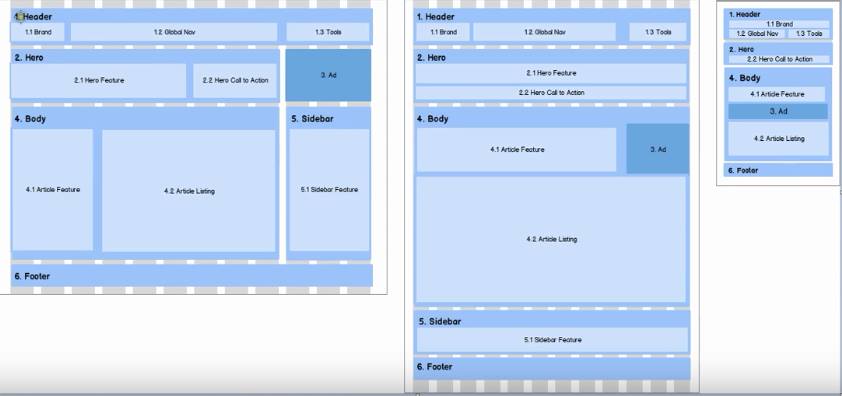 1. Header
1.1 Brand
1.2 Global Nav
1.3 Tools
2. Hero
2.1 Hero Feature
2.2 Hero Call to Action
3. Ad
4. Body
4.1 Article Feature
4.2 Article Listing
5. Sidebar
5.1 Sidebar Feature
6. Footer
1. Header
1.1 Brand
1.2 Global Nav
1.3 Tools
2. Hero
2.1 Hero Feature
2.2 Hero Call to Action
4. Body
4.1 Article Feature
3. Ad
4.2 Article Listing
5. Sidebar
5.1 Sidebar Feature
6. Footer
1. Header
1.1 Brand
1.2 Global Nav
1.3 Tools
2. Hero
2.2 Hero Call to Action
4. Body
4.1 Article Feature
3. Ad
4.2 Article Listing
6. Footer